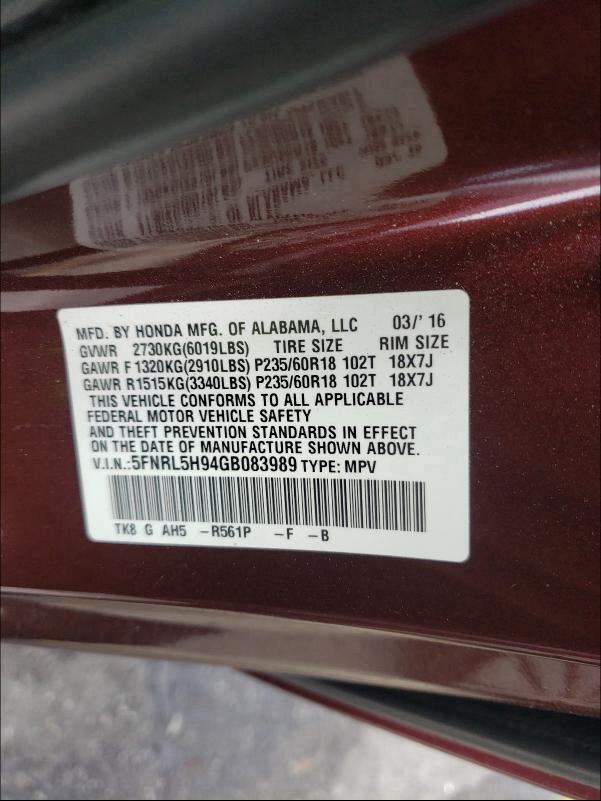 MFD. BY HONDA MFG. OF ALABAMA, LLC 03/' 16
GVWR 2730KG(6019LBS) TIRE SIZE RIM SIZE
GAWR F 1320KG(2910LBS) P235/60R18 102T 18X7J
GAWR R1515KG(3340LBS) P235/60R18 102T 18X7J
THIS VEHICLE CONFORMS TO ALL APPLICABLE
FEDERAL MOTOR VEHICLE SAFETY
AND THEFT PREVENTION STANDARDS IN EFFECT
ON THE DATE OF MANUFACTURE SHOWN ABOVE.
V.I.N.:5FNRL5H94GB083989 TYPE: MPV
TK8 G AH5 -R561P -F -B